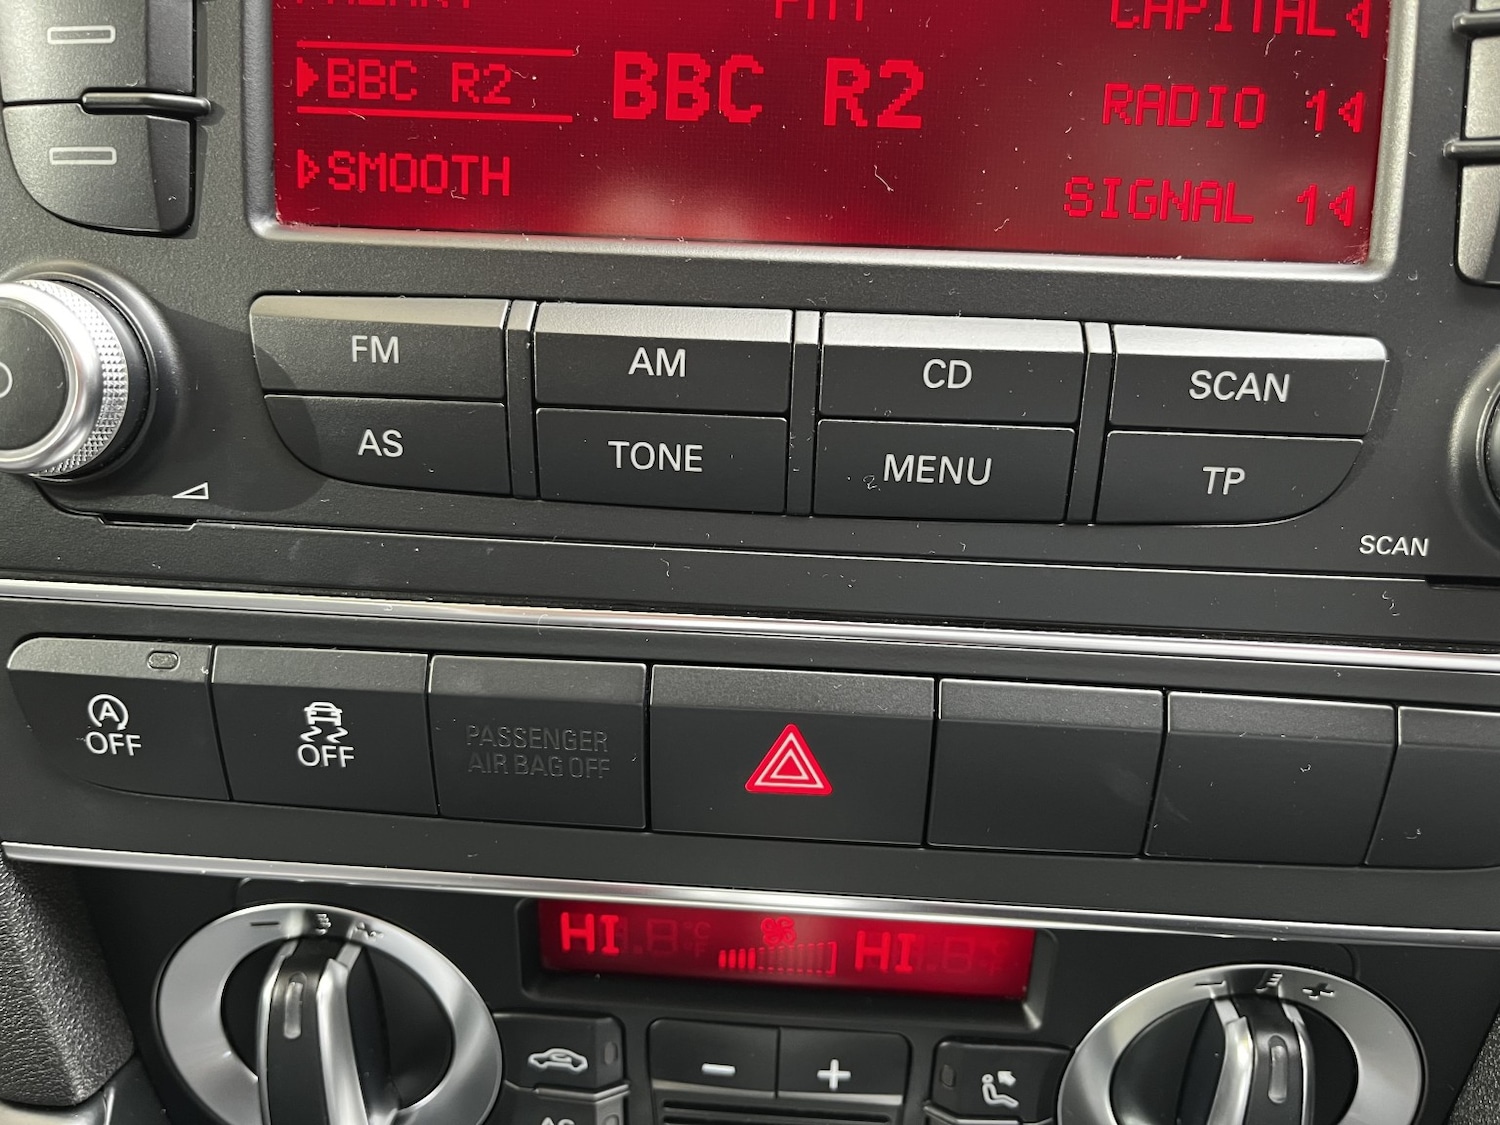 CAPITAL
BBC R2
BBC R2
RADIO 1
SMOOTH
SIGNAL 1
FM
AM
CD
SCAN
AS
TONE
MENU
TP
SCAN
A
OFF
OFF
PASSENGER
AIR BAG OFF
HI
HI
- +
- +